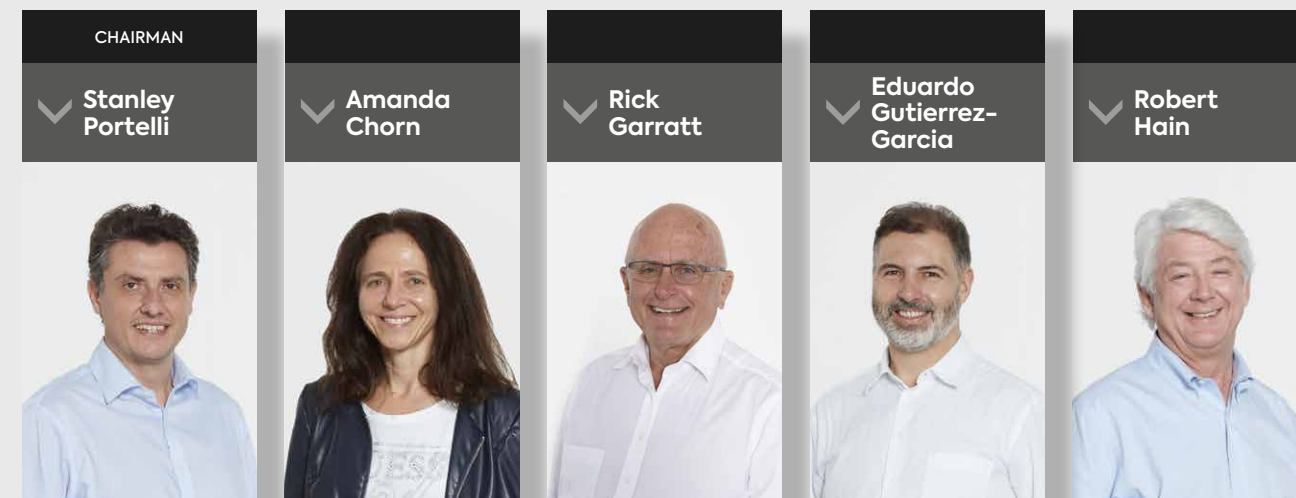 CHAIRMAN
Stanley
Portelli
Amanda
Chorn
Rick
Garratt
Eduardo
Gutierrez-
Garcia
Robert
Hain